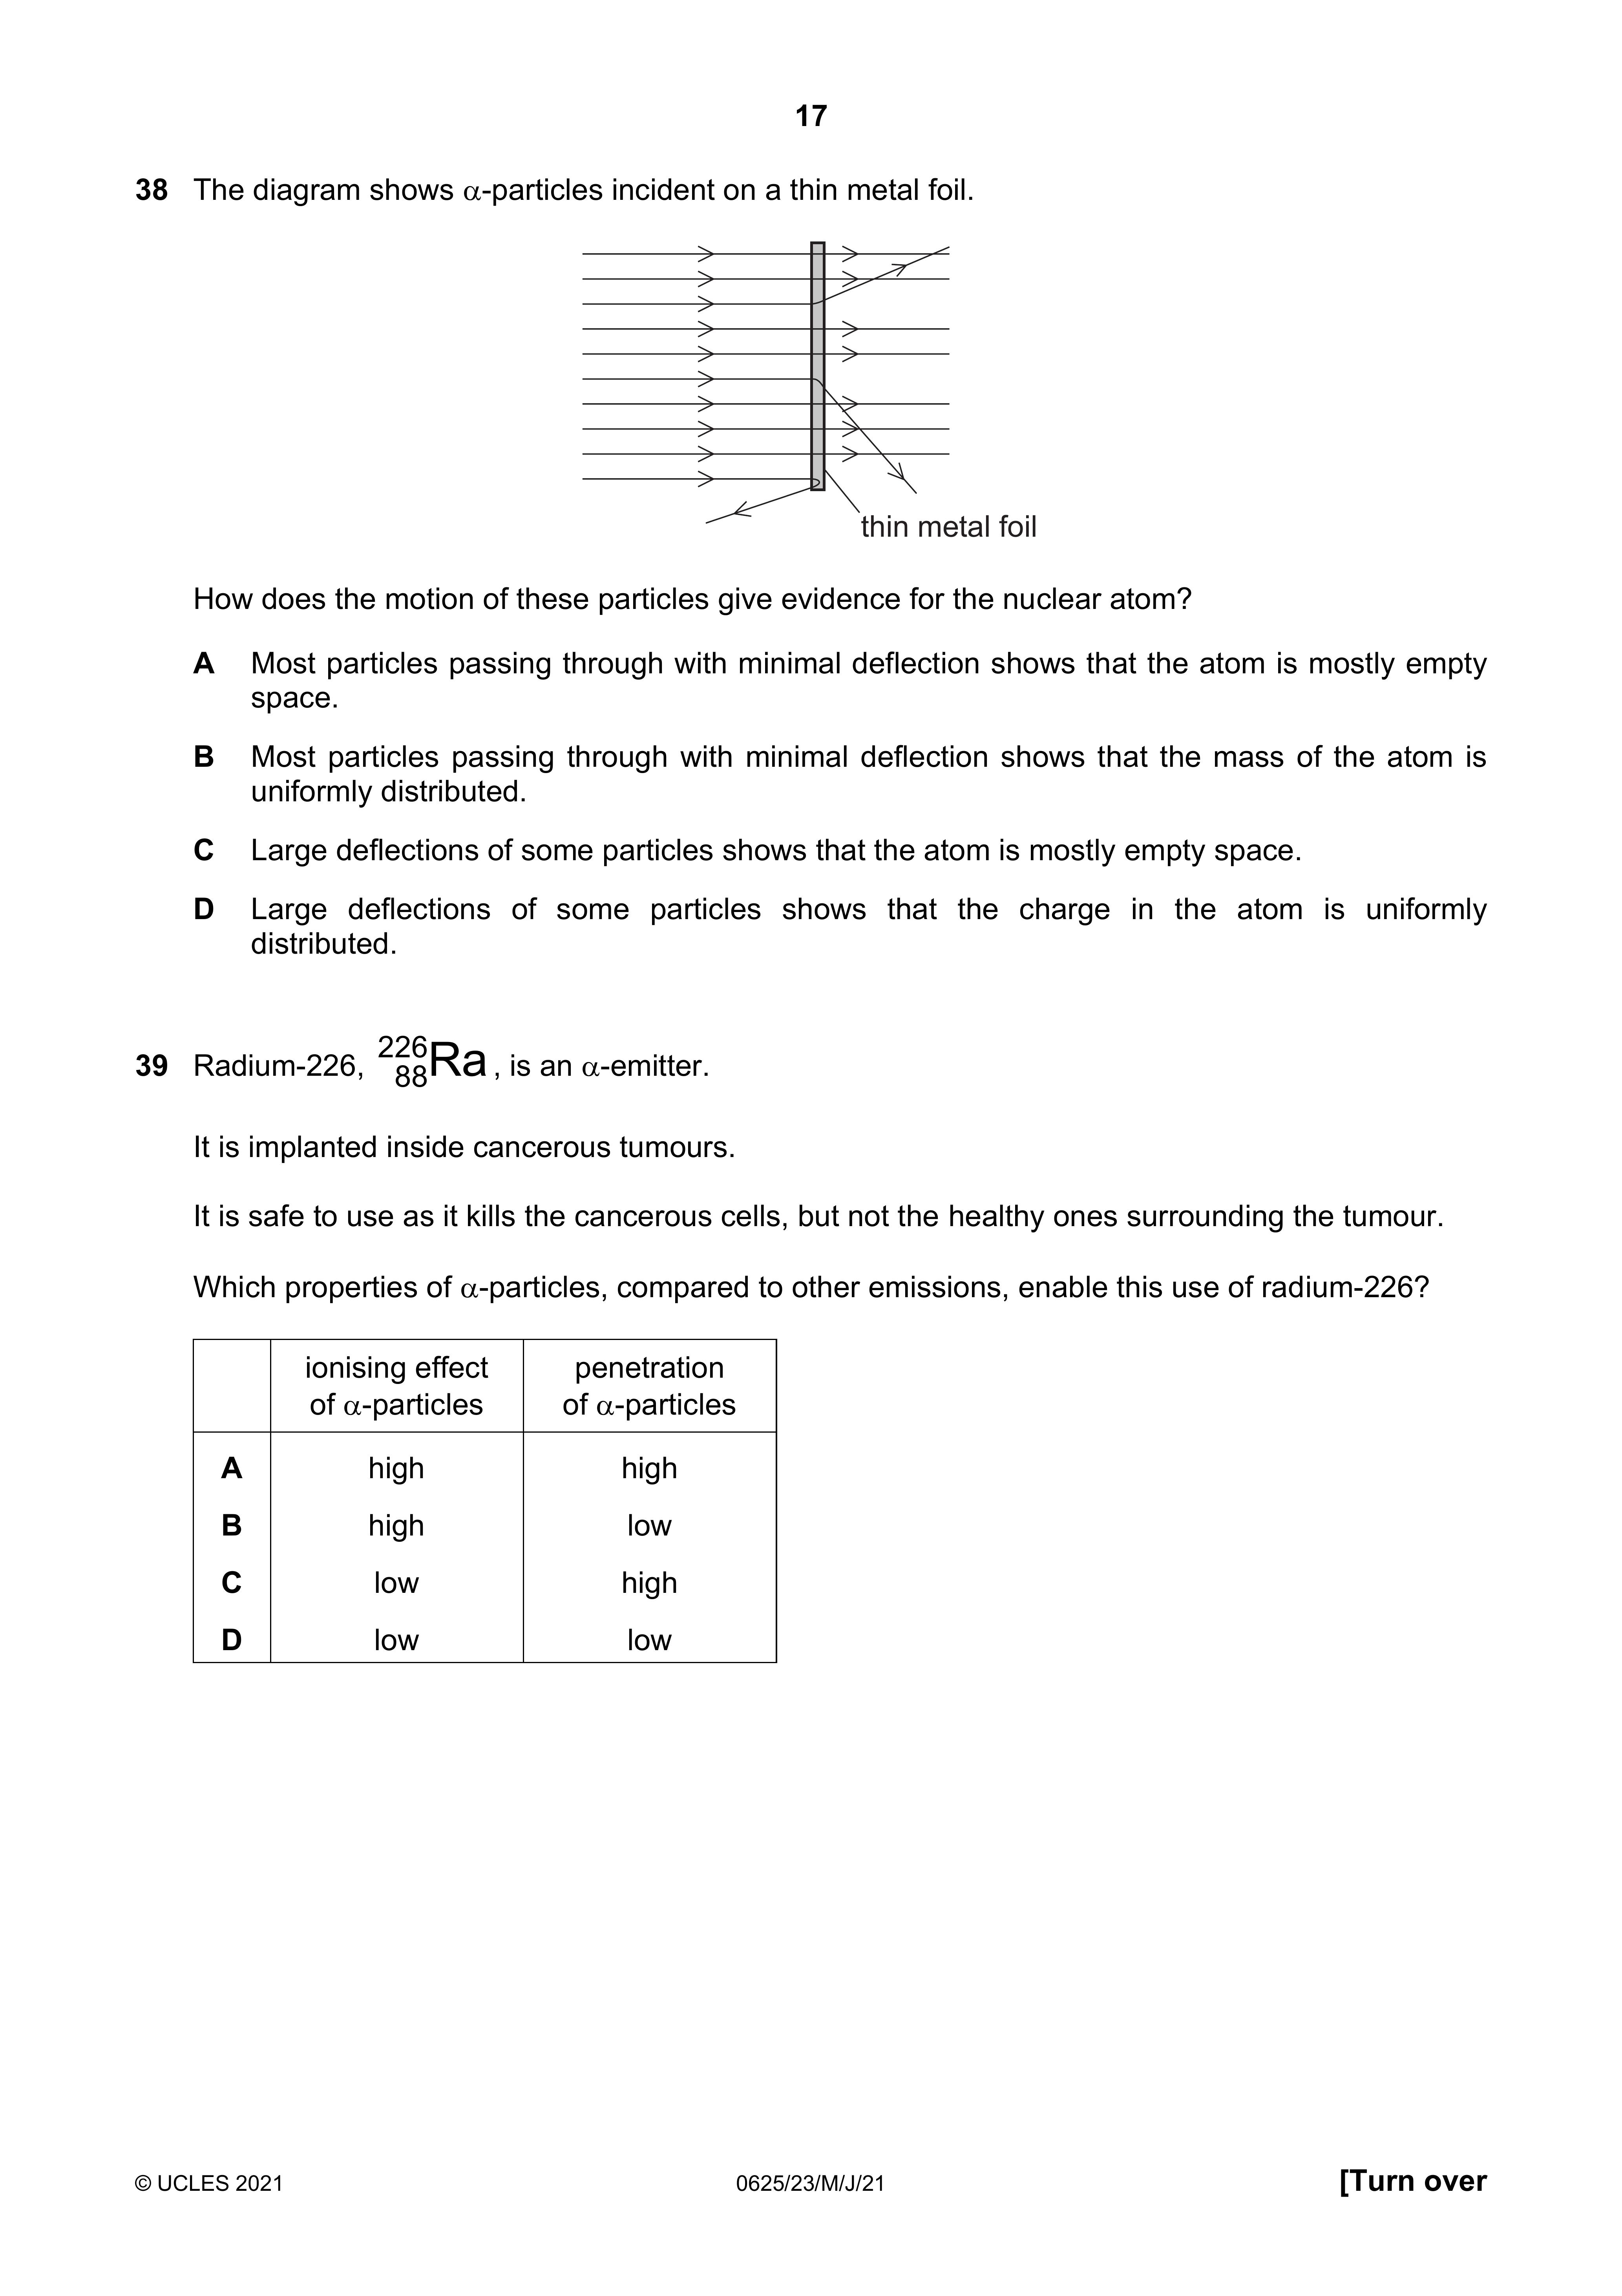 17
38 The diagram shows α-particles incident on a thin metal foil.
thin metal foil
How does the motion of these particles give evidence for the nuclear atom?
A Most particles passing through with minimal deflection shows that the atom is mostly empty
space.
B Most particles passing through with minimal deflection shows that the mass of the atom is
uniformly distributed.
C Large deflections of some particles shows that the atom is mostly empty space.
D Large deflections of some particles shows that the charge in the atom is uniformly
distributed.
39 Radium-226, ²²⁶₈₈Ra , is an α-emitter.
It is implanted inside cancerous tumours.
It is safe to use as it kills the cancerous cells, but not the healthy ones surrounding the tumour.
Which properties of α-particles, compared to other emissions, enable this use of radium-226?
ionising effect penetration
of α-particles of α-particles
A high high
B high low
C low high
D low low
© UCLES 2021 0625/23/M/J/21 [Turn over